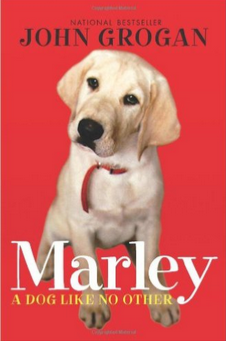 NATIONAL BESTSELLER
JOHN GROGAN
Marley
A DOG LIKE NO OTHER